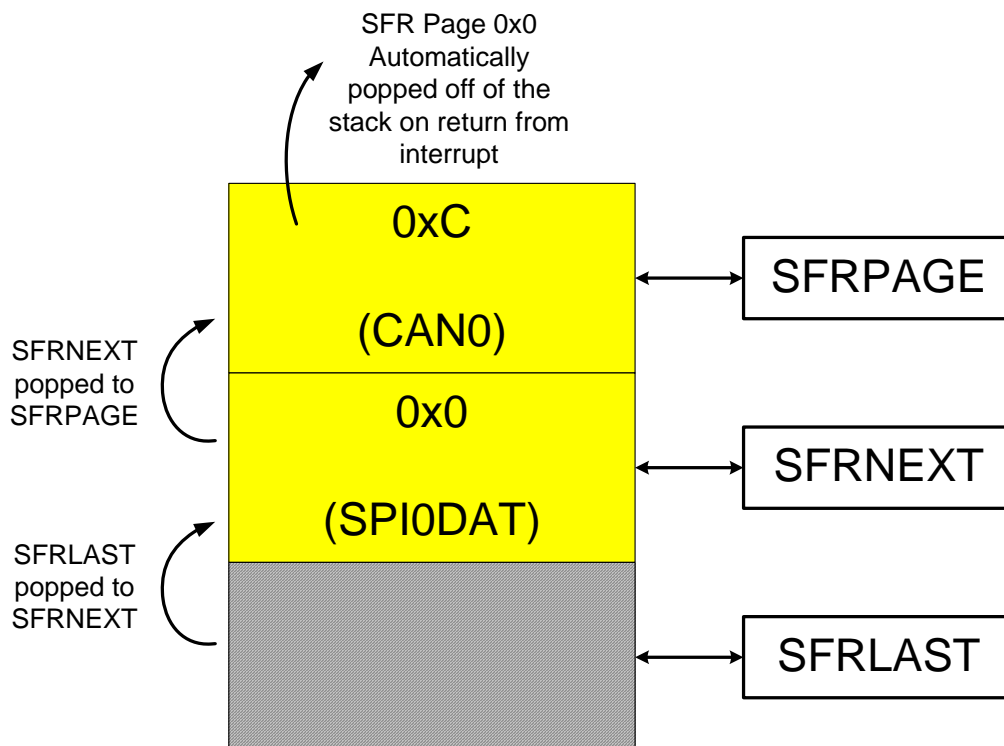 SFR Page 0x0
Automatically
popped off of the
stack on return from
interrupt
0xC
(CAN0)
SFRPAGE
SFRNEXT
popped to
SFRPAGE
0x0
(SPI0DAT)
SFRNEXT
SFRLAST
popped to
SFRNEXT
SFRLAST